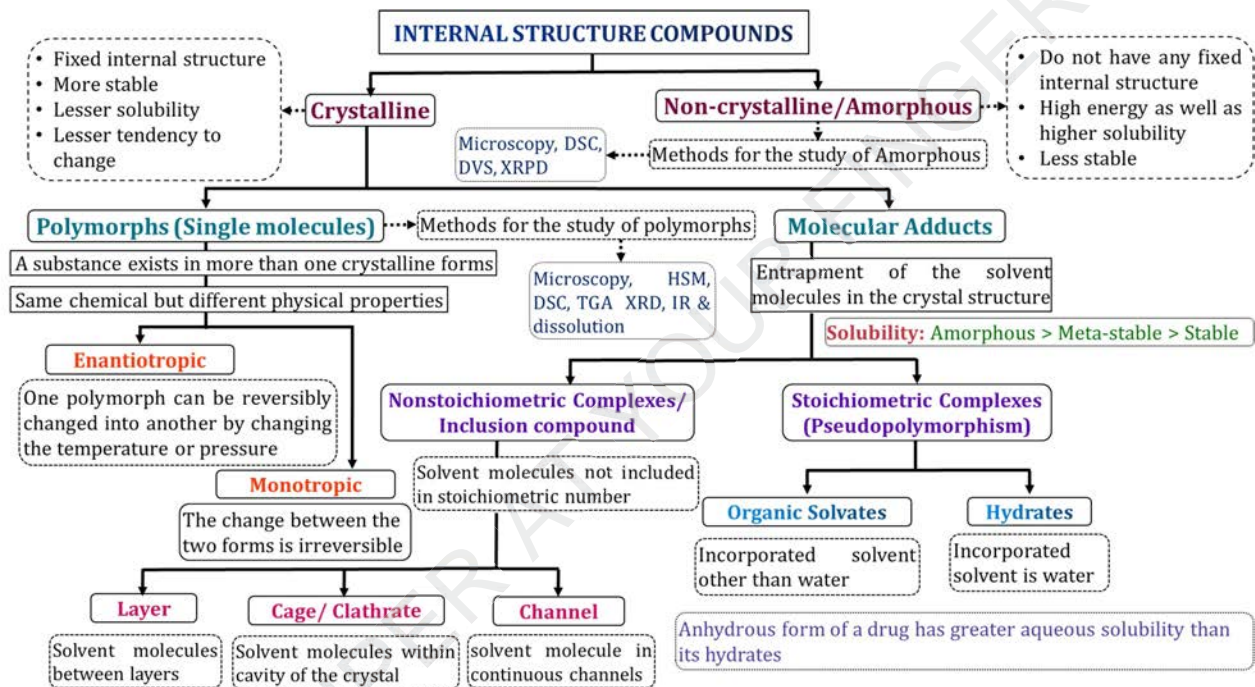 INTERNAL STRUCTURE COMPOUNDS
• Fixed internal structure
• More stable
• Lesser solubility
• Lesser tendency to
change
Crystalline
Non-crystalline/Amorphous
• Do not have any fixed
internal structure
• High energy as well as
higher solubility
• Less stable
Microscopy, DSC,
DVS, XRPD
Methods for the study of Amorphous
Polymorphs (Single molecules)
Methods for the study of polymorphs
Molecular Adducts
A substance exists in more than one crystalline forms
Same chemical but different physical properties
Microscopy, HSM,
DSC, TGA XRD, IR &
dissolution
Entrapment of the solvent
molecules in the crystal structure
Solubility: Amorphous > Meta-stable > Stable
Enantiotropic
One polymorph can be reversibly
changed into another by changing
the temperature or pressure
Monotropic
The change between the
two forms is irreversible
Nonstoichiometric Complexes/
Inclusion compound
Solvent molecules not included
in stoichiometric number
Stoichiometric Complexes
(Pseudopolymorphism)
Organic Solvates
Incorporated solvent
other than water
Hydrates
Incorporated
solvent is water
Layer
Solvent molecules
between layers
Cage/ Clathrate
Solvent molecules within
cavity of the crystal
Channel
solvent molecule in
continuous channels
Anhydrous form of a drug has greater aqueous solubility than
its hydrates
PER AT YOUR FINGER